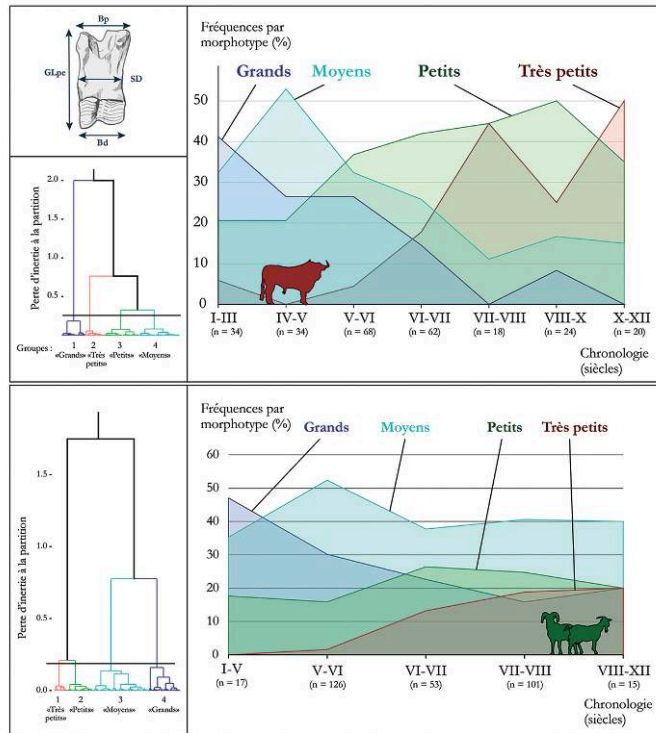 Bp
GLpe
SD
Bd
Perte d'inertie à la partition
2.0
1.5
1.0
0.5
Groupes :
1 2 3 4
«Grands» «Très petits» «Petits» «Moyens»
Fréquences par
morphotype (%)
Grands Moyens Petits Très petits
50
40
30
20
10
0
I-III IV-V V-VI VI-VII VII-VIII VIII-X X-XII
(n = 34) (n = 34) (n = 68) (n = 62) (n = 18) (n = 24) (n = 20)
Chronologie
(siècles)
Perte d'inertie à la partition
1.5
1.0
0.5
0.0
1 2 3 4
«Très petits» «Petits» «Moyens» «Grands»
Fréquences par
morphotype (%)
Grands Moyens Petits Très petits
60
50
40
30
20
10
0
I-V V-VI VI-VII VII-VIII VIII-XII
(n = 17) (n = 126) (n = 53) (n = 101) (n = 15)
Chronologie
(siècles)